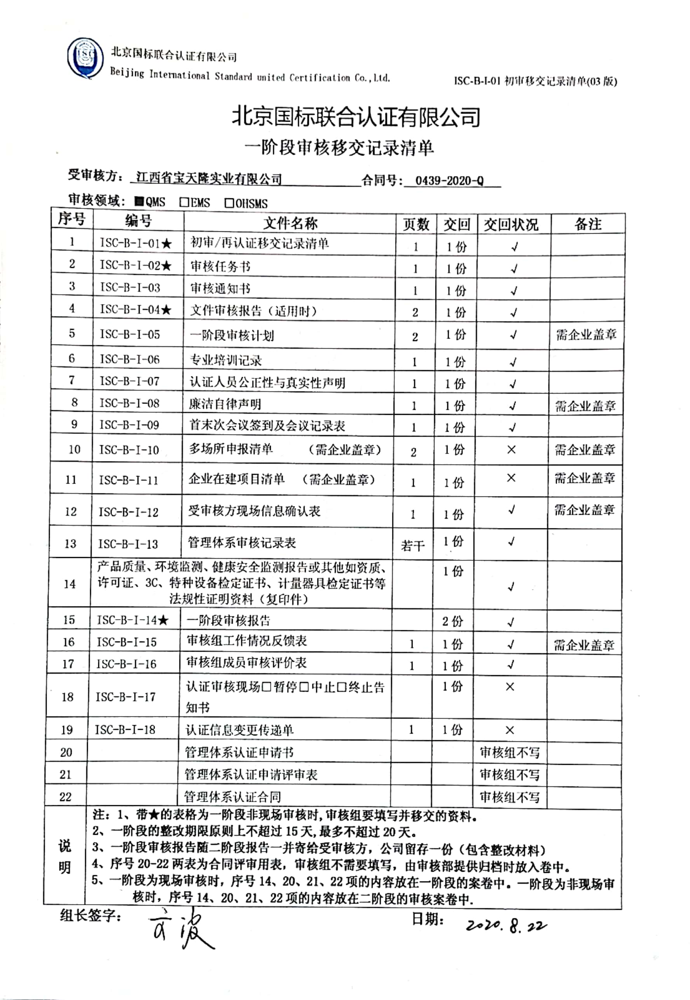 ISC
北京国标联合认证有限公司
Beijing International Standard united Certification Co.,Ltd.
ISC-B-I-01 初审移交记录清单(03 版)
北京国标联合认证有限公司
一阶段审核移交记录清单
受审核方: 江西省宝天隆实业有限公司 合同号: 0439-2020-Q
审核领域: ■QMS □EMS □OHSMS
序号 编号 文件名称 页数 交回 交回状况 备注
1 ISC-B-I-01★ 初审/再认证移交记录清单 1 1份 √
2 ISC-B-I-02★ 审核任务书 1 1份 √
3 ISC-B-I-03 审核通知书 1 1份 √
4 ISC-B-I-04★ 文件审核报告（适用时） 2 1份 √
5 ISC-B-I-05 一阶段审核计划 2 1份 √ 需企业盖章
6 ISC-B-I-06 专业培训记录 1 1份 √
7 ISC-B-I-07 认证人员公正性与真实性声明 1 1份 √
8 ISC-B-I-08 廉洁自律声明 1 1份 √ 需企业盖章
9 ISC-B-I-09 首末次会议签到及会议记录表 1 1份 √
10 ISC-B-I-10 多场所申报清单 （需企业盖章） 2 1份 × 需企业盖章
11 ISC-B-I-11 企业在建项目清单 （需企业盖章） 1 1份 × 需企业盖章
12 ISC-B-I-12 受审核方现场信息确认表 1 1份 √ 需企业盖章
13 ISC-B-I-13 管理体系审核记录表 若干 1份 √
14 产品质量、环境监测、健康安全监测报告或其他如资质、 1份 √
许可证、3C、特种设备检定证书、计量器具检定证书等
法规性证明资料（复印件）
15 ISC-B-I-14★ 一阶段审核报告 2份 √
16 ISC-B-I-15 审核组工作情况反馈表 1 1份 √ 需企业盖章
17 ISC-B-I-16 审核组成员审核评价表 1 1份 √
18 ISC-B-I-17 认证审核现场□暂停□中止□终止告 1份 ×
知书
19 ISC-B-I-18 认证信息变更传递单 1 1份 ×
20 管理体系认证申请书 审核组不写
21 管理体系认证申请评审表 审核组不写
22 管理体系认证合同 审核组不写
说明
注: 1、带★的表格为一阶段非现场审核时,审核组要填写并移交的资料。
2、一阶段的整改期限原则上不超过 15 天,最多不超过 20 天。
3、一阶段审核报告随二阶段报告一并寄给受审核方，公司留存一份（包含整改材料）
4、序号 20-22 两表为合同评审用表，审核组不需要填写，由审核部提供归档时放入卷中。
5、一阶段为现场审核时，序号 14、20、21、22 项的内容放在一阶段的案卷中。一阶段为非现场审
核时，序号 14、20、21、22 项的内容放在二阶段的审核案卷中.
组长签字: 日期: 2020.8.22